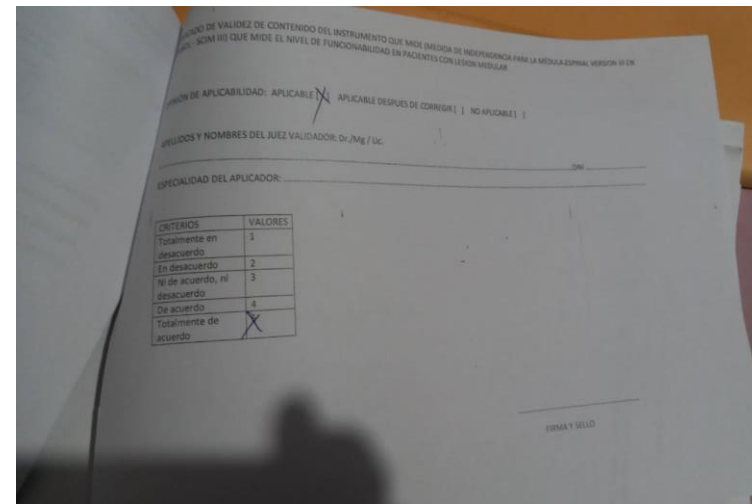 DE VALIDEZ DE CONTENIDO DEL INSTRUMENTO QUE MIDE (MEDIDA DE INDEPENDENCIA PARA LA MÉDULA ESPINAL VERSION III EN
- SCIM III) QUE MIDE EL NIVEL DE FUNCIONABILIDAD EN PACIENTES CON LESION MEDULAR
DE APLICABILIDAD: APLICABLE [X] APLICABLE DESPUES DE CORREGIR [ ] NO APLICABLE [ ]
APELLIDOS Y NOMBRES DEL JUEZ VALIDADOR: Dr./Mg / Lic.
ESPECIALIDAD DEL APLICADOR:
CRITERIOS VALORES
Totalmente en 1
desacuerdo
En desacuerdo 2
Ni de acuerdo, ni 3
desacuerdo
De acuerdo 4
Totalmente de X
acuerdo
FIRMA Y SELLO